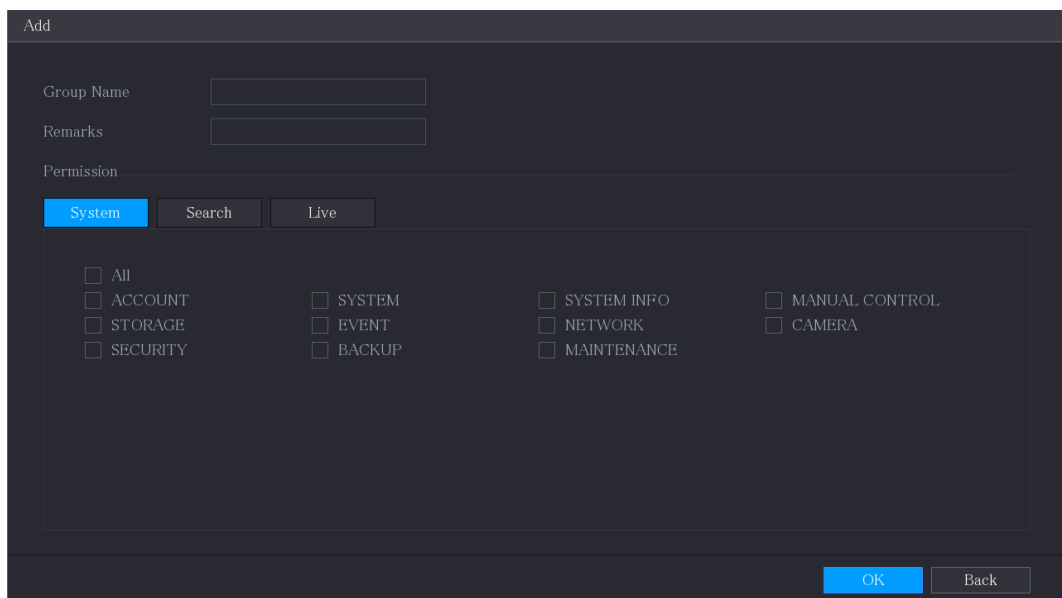 Add
Group Name
Remarks
Permission
System Search Live
All
ACCOUNT SYSTEM SYSTEM INFO MANUAL CONTROL
STORAGE EVENT NETWORK CAMERA
SECURITY BACKUP MAINTENANCE
OK Back